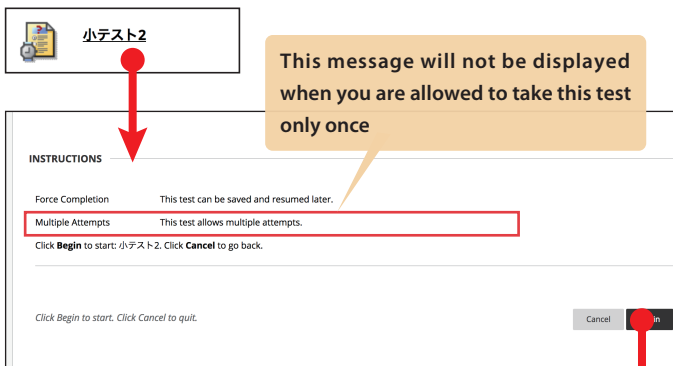 小テスト2
This message will not be displayed
when you are allowed to take this test
only once
INSTRUCTIONS
Force Completion This test can be saved and resumed later.
Multiple Attempts This test allows multiple attempts.
Click Begin to start: 小テスト2. Click Cancel to go back.
Click Begin to start. Click Cancel to quit.
Cancel